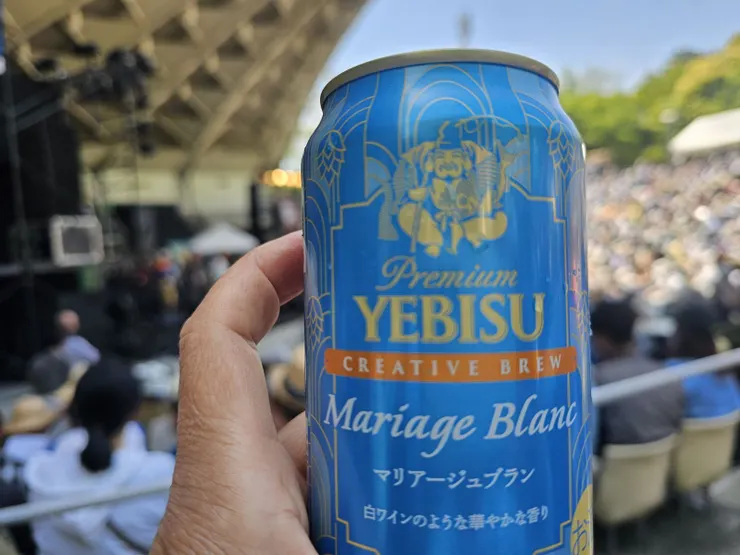 Premium
YEBISU
CREATIVE BREW
Mariage Blanc
マリアージュブラン
白ワインのような華やかな香り
お